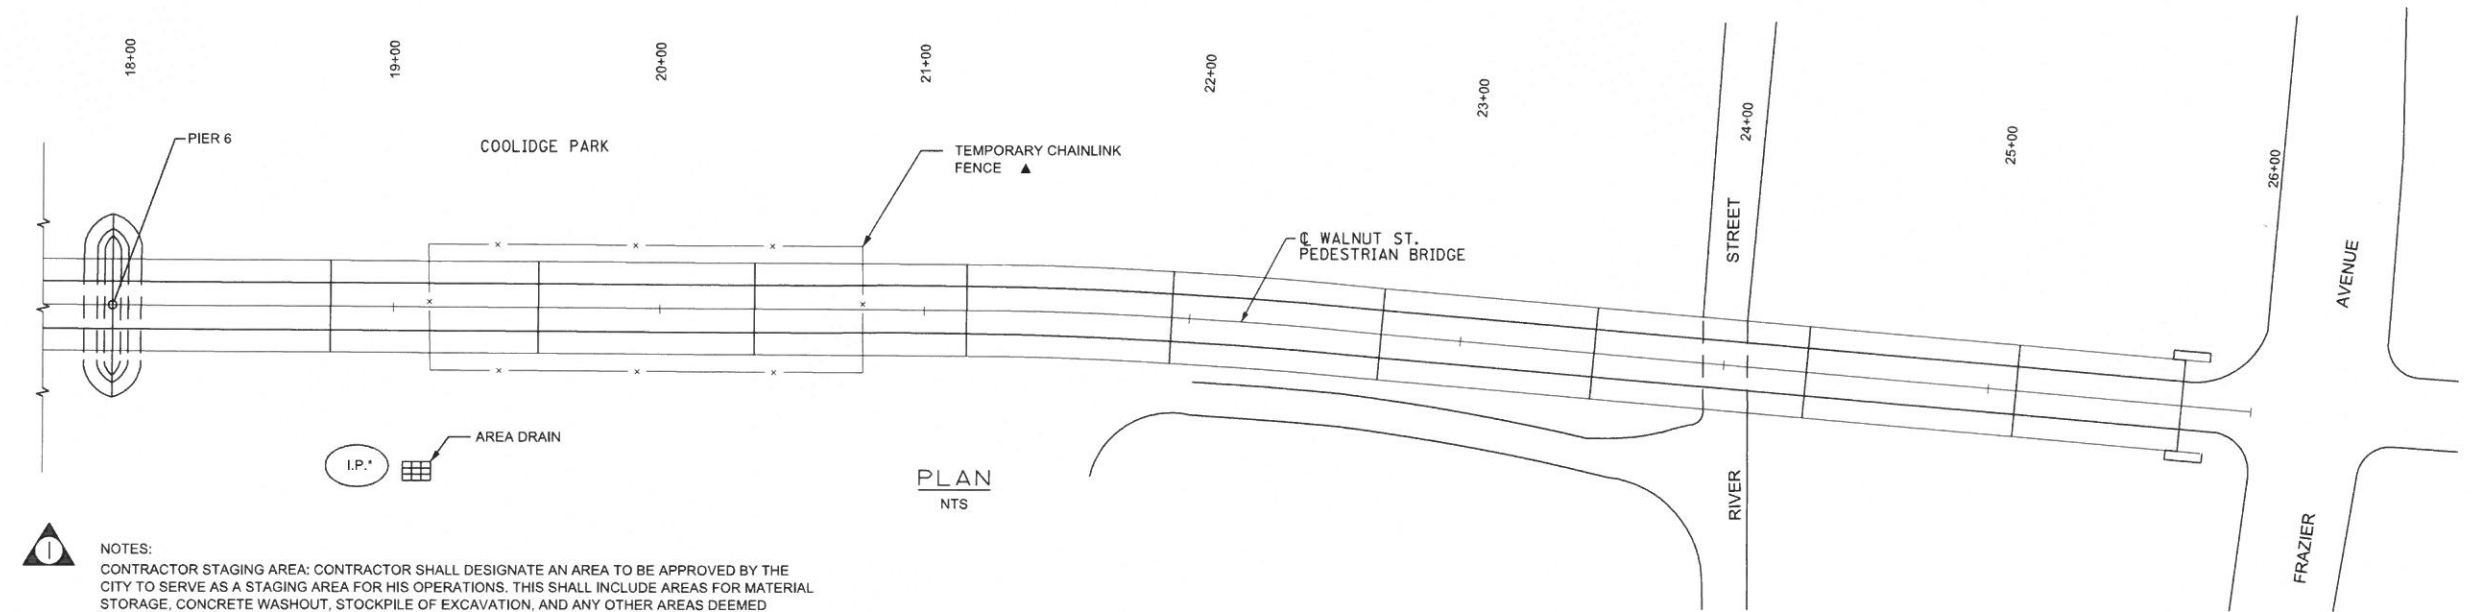 18+00
19+00
20+00
21+00
22+00
23+00
24+00
25+00
26+00
PIER 6
COOLIDGE PARK
TEMPORARY CHAINLINK
FENCE ▲
℄ WALNUT ST.
PEDESTRIAN BRIDGE
STREET
AVENUE
AREA DRAIN
I.P.*
PLAN
NTS
RIVER
FRAZIER
1
NOTES:
CONTRACTOR STAGING AREA: CONTRACTOR SHALL DESIGNATE AN AREA TO BE APPROVED BY THE
CITY TO SERVE AS A STAGING AREA FOR HIS OPERATIONS. THIS SHALL INCLUDE AREAS FOR MATERIAL
STORAGE, CONCRETE WASHOUT, STOCKPILE OF EXCAVATION, AND ANY OTHER AREAS DEEMED